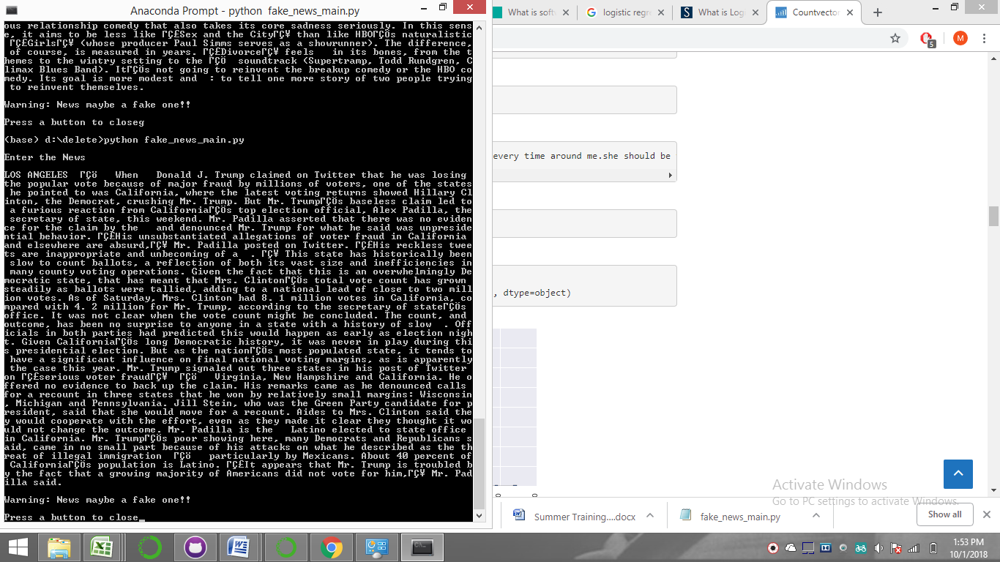 Anaconda Prompt - python fake_news_main.py
What is soft
logistic regre
What is Log
Countvector
M
5
ous relationship comedy that also takes its core sadness seriously. In this sens
e, it aims to be less like ΓÇ£Sex and the CityΓÇ¥ than like HBOΓÇÖs naturalistic
ΓÇ£GirlsΓÇ¥ (whose producer Paul Simms serves as a showrunner). The difference,
of course, is measured in years. ΓÇ£DivorceΓÇ¥ feels in its bones, from the t
hemes to the wintry setting to the ΓÇö soundtrack (Supertramp, Todd Rundgren, C
limax Blues Band). ItΓÇÖs not going to reinvent the breakup comedy or the HBO co
medy. Its goal is more modest and : to tell one more story of two people trying
to reinvent themselves.
Warning: News maybe a fake one!!
Press a button to closeg
(base) d:\delete>python fake_news_main.py
Enter the News
LOS ANGELES ΓÇö When Donald J. Trump claimed on Twitter that he was losing
the popular vote because of major fraud by millions of voters, one of the states
he pointed to was California, where the latest voting returns showed Hillary Cl
inton, the Democrat, crushing Mr. Trump. But Mr. TrumpΓÇÖs baseless claim led to
a furious reaction from CaliforniaΓÇÖs top election official, Alex Padilla, the
secretary of state, this weekend. Mr. Padilla asserted that there was no eviden
ce for the claim by the and denounced Mr. Trump for what he said was unpreside
ntial behavior. ΓÇ£His unsubstantiated allegations of voter fraud in California
and elsewhere are absurd,ΓÇ¥ Mr. Padilla posted on Twitter. ΓÇ£His reckless twee
ts are inappropriate and unbecoming of a . ΓÇ¥ This state has historically been
slow to count ballots, a reflection of both its vast size and inefficiencies in
many county voting operations. Given the fact that this is an overwhelmingly De
mocratic state, that has meant that Mrs. ClintonΓÇÖs total vote count has grown
steadily as ballots were tallied, adding to a national lead of close to two mill
ion votes. As of Saturday, Mrs. Clinton had 8. 1 million votes in California, co
mpared with 4. 2 million for Mr. Trump, according to the secretary of stateΓÇÖs
office. It was not clear when the vote count might be concluded. The count, and
outcome, has been no surprise to anyone in a state with a history of slow . Off
icials in both parties had predicted this would happen as early as election nigh
t. Given CaliforniaΓÇÖs long Democratic history, it was never in play during thi
s presidential election. But as the nationΓÇÖs most populated state, it tends to
have a significant influence on final national voting margins, as is apparently
the case this year. Mr. Trump signaled out three states in his post of Twitter
on ΓÇ£serious voter fraudΓÇ¥ ΓÇö Virginia, New Hampshire and California. He o
ffered no evidence to back up the claim. His remarks came as he denounced calls
for a recount in three states that he won by relatively small margins: Wisconsin
, Michigan and Pennsylvania. Jill Stein, who was the Green Party candidate for p
resident, said that she would move for a recount. Aides to Mrs. Clinton said the
y would cooperate with the effort, even as they made it clear they thought it wo
uld not change the outcome. Mr. Padilla is the Latino elected to state office
in California. Mr. TrumpΓÇÖs poor showing here, many Democrats and Republicans s
aid, came in no small part because of his attacks on what he described as the th
reat of illegal immigration ΓÇö particularly by Mexicans. About 40 percent of
CaliforniaΓÇÖs population is Latino. ΓÇ£It appears that Mr. Trump is troubled b
y the fact that a growing majority of Americans did not vote for him,ΓÇ¥ Mr. Pad
illa said.
Warning: News maybe a fake one!!
Press a button to close_
every time around me.she should be
, dtype=object)
Activate Windows
Go to PC settings to activate Windows.
Summer Training....docx
fake_news_main.py
Show all
1:53 PM
10/1/2018